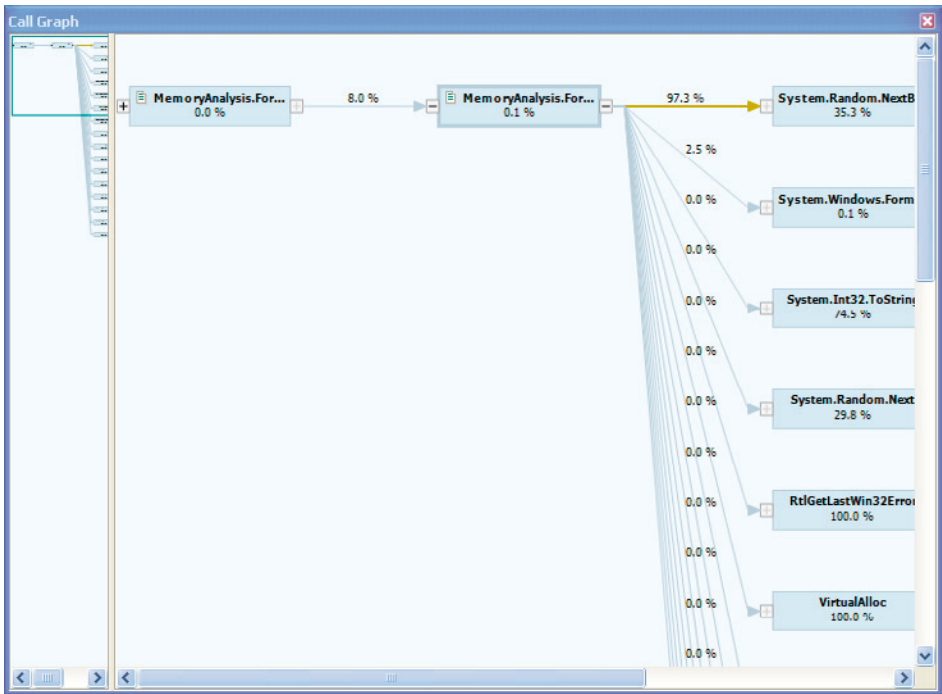 Call Graph
MemoryAnalysis.For...
0.0 %
8.0 %
MemoryAnalysis.For...
0.1 %
97.3 %
System.Random.NextB
35.3 %
2.5 %
0.0 %
System.Windows.Form
0.1 %
0.0 %
0.0 %
System.Int32.ToString
74.5 %
0.0 %
0.0 %
System.Random.Next
29.8 %
0.0 %
0.0 %
RtlGetLastWin32Error
100.0 %
0.0 %
0.0 %
VirtualAlloc
100.0 %
0.0 %